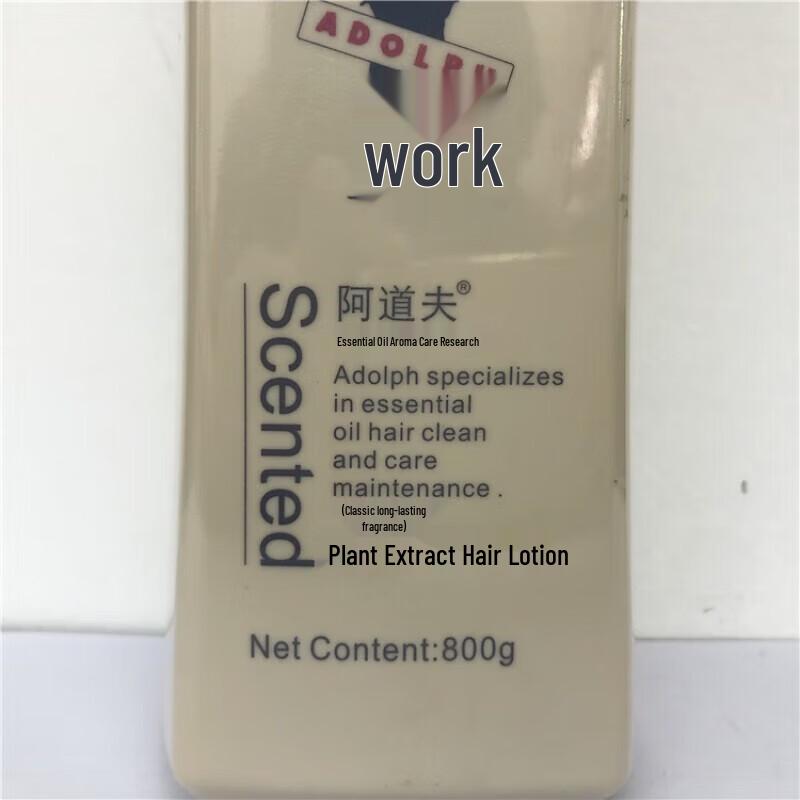 ADOLPH
work
Scented
阿道夫®
Essential Oil Aroma Care Research
Adolph specializes
in essential
oil hair clean
and care
maintenance .
(Classic long-lasting
fragrance)
Plant Extract Hair Lotion
Net Content:800g